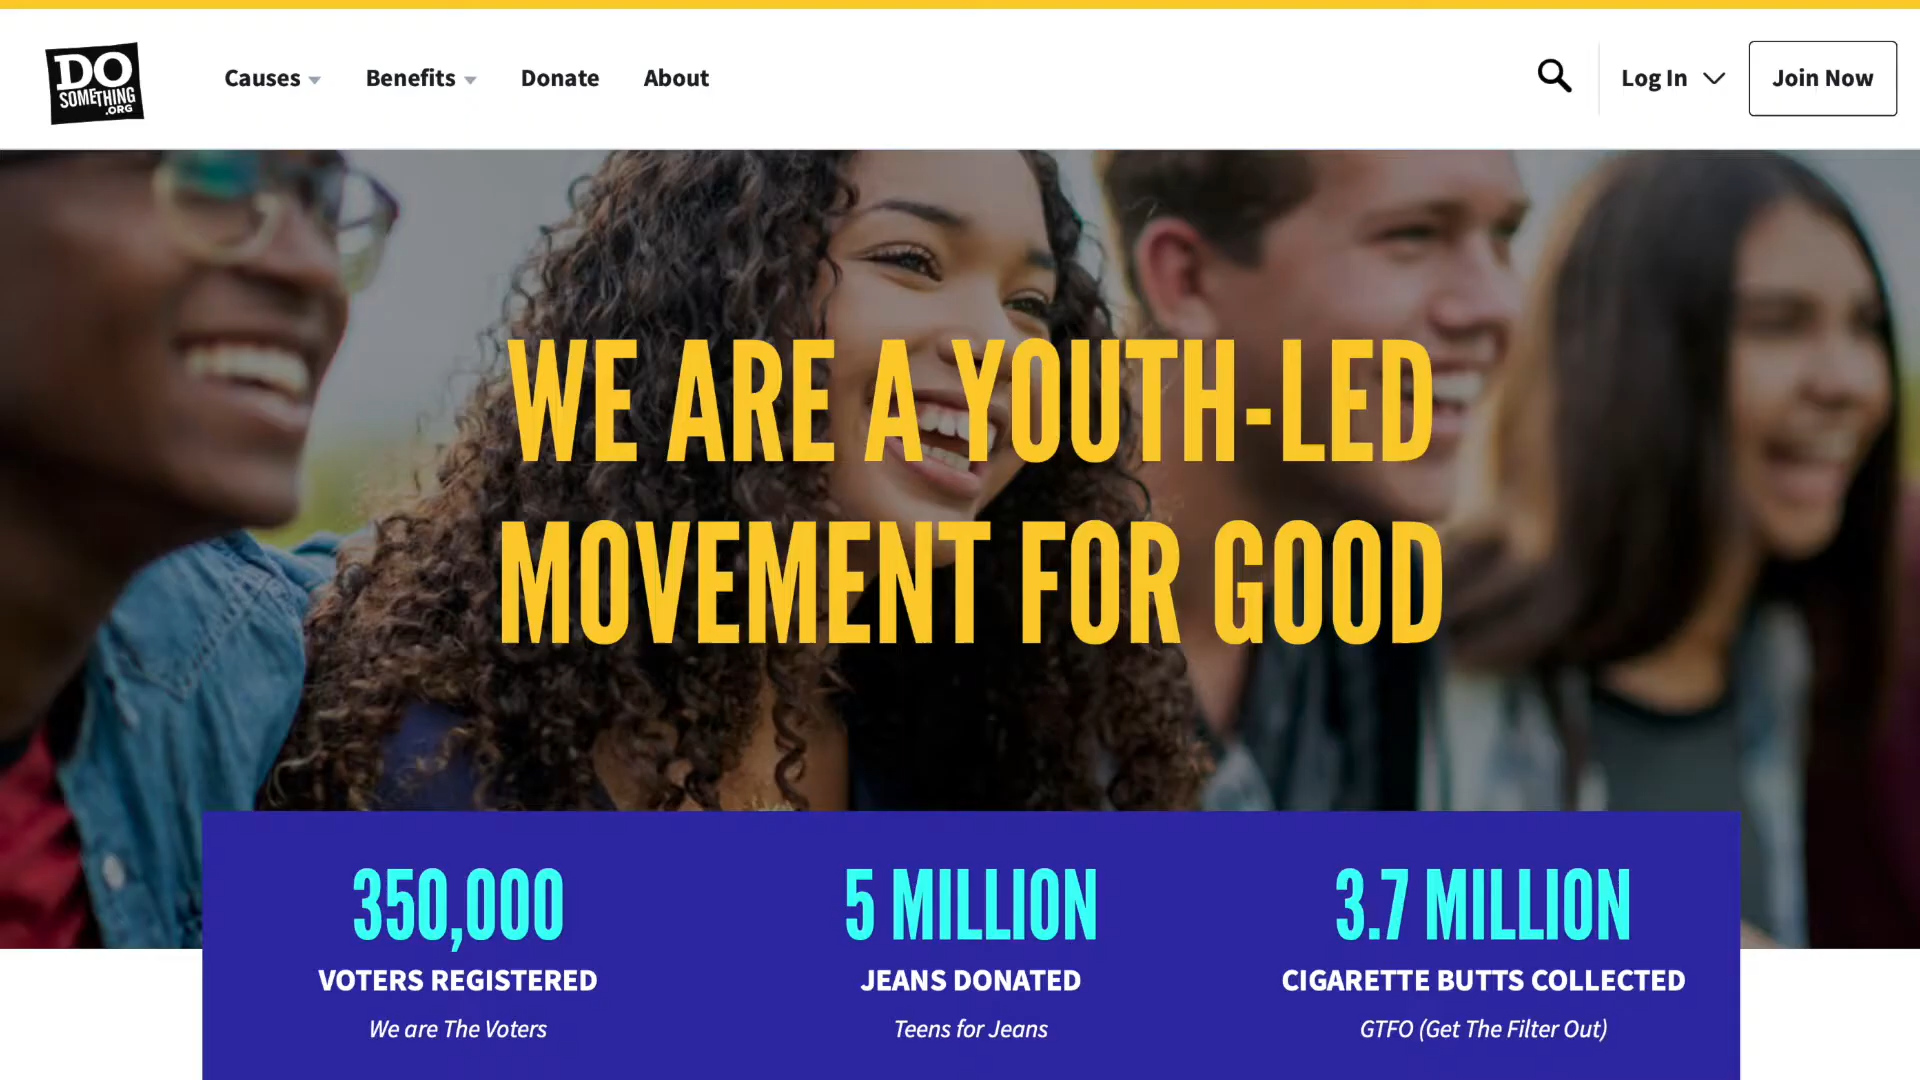 DO
SOMETHING
.ORG
Causes
Benefits
Donate
About
Log In
Join Now
WE ARE A YOUTH-LED
MOVEMENT FOR GOOD
350,000
VOTERS REGISTERED
We are The Voters
5 MILLION
JEANS DONATED
Teens for Jeans
3.7 MILLION
CIGARETTE BUTTS COLLECTED
GTFO (Get The Filter Out)